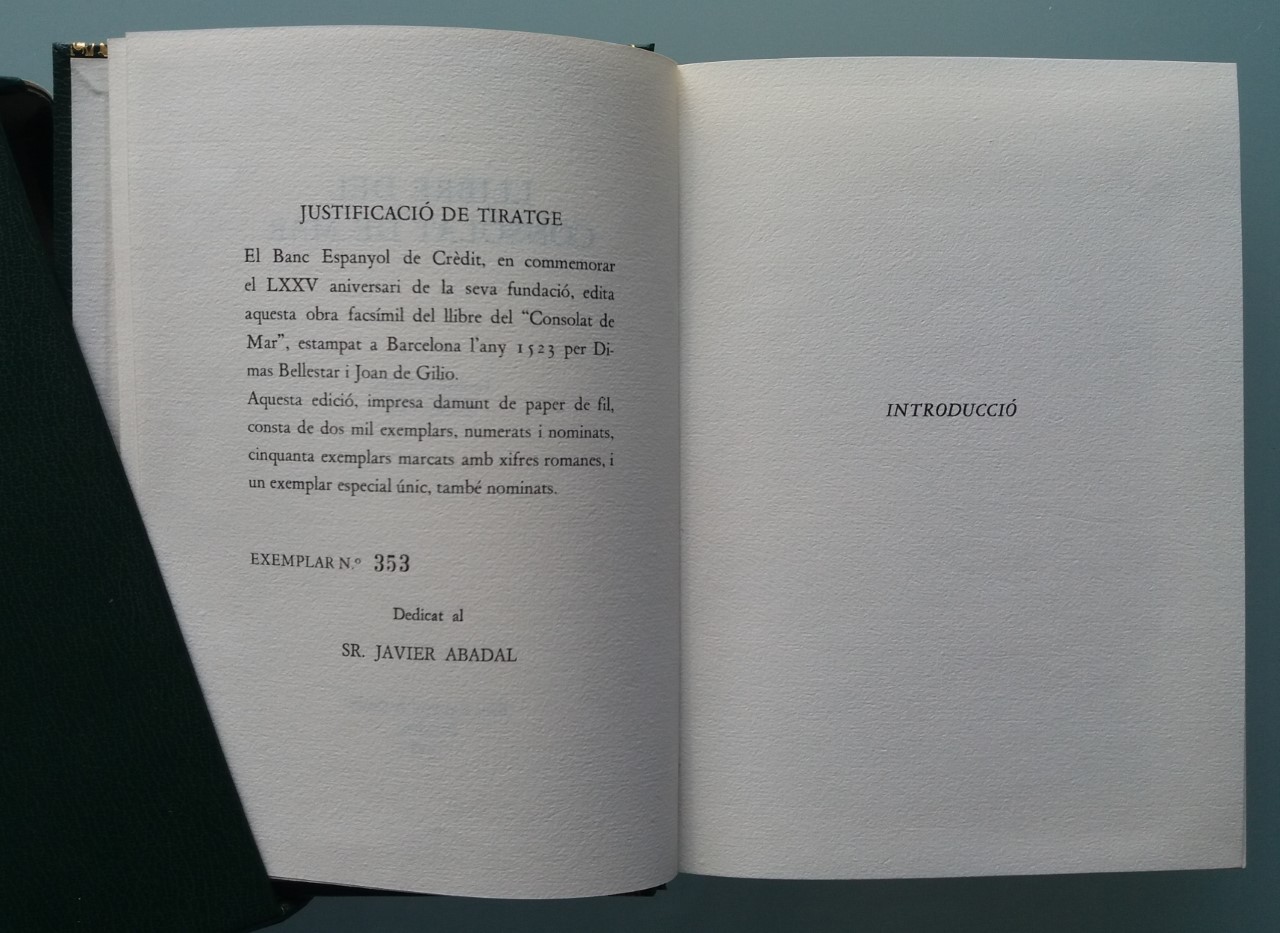 JUSTIFICACIÓ DE TIRATGE
El Banc Espanyol de Crèdit, en commemorar
el LXXV aniversari de la seva fundació, edita
aquesta obra facsímil del llibre del “Consolat de
Mar”, estampat a Barcelona l’any 1523 per Di-
mas Bellestar i Joan de Gilio.
Aquesta edició, impresa damunt de paper de fil,
consta de dos mil exemplars, numerats i nominats,
cinquanta exemplars marcats amb xifres romanes, i
un exemplar especial únic, també nominats.
EXEMPLAR N.º 353
Dedicat al
SR. JAVIER ABADAL
INTRODUCCIÓ